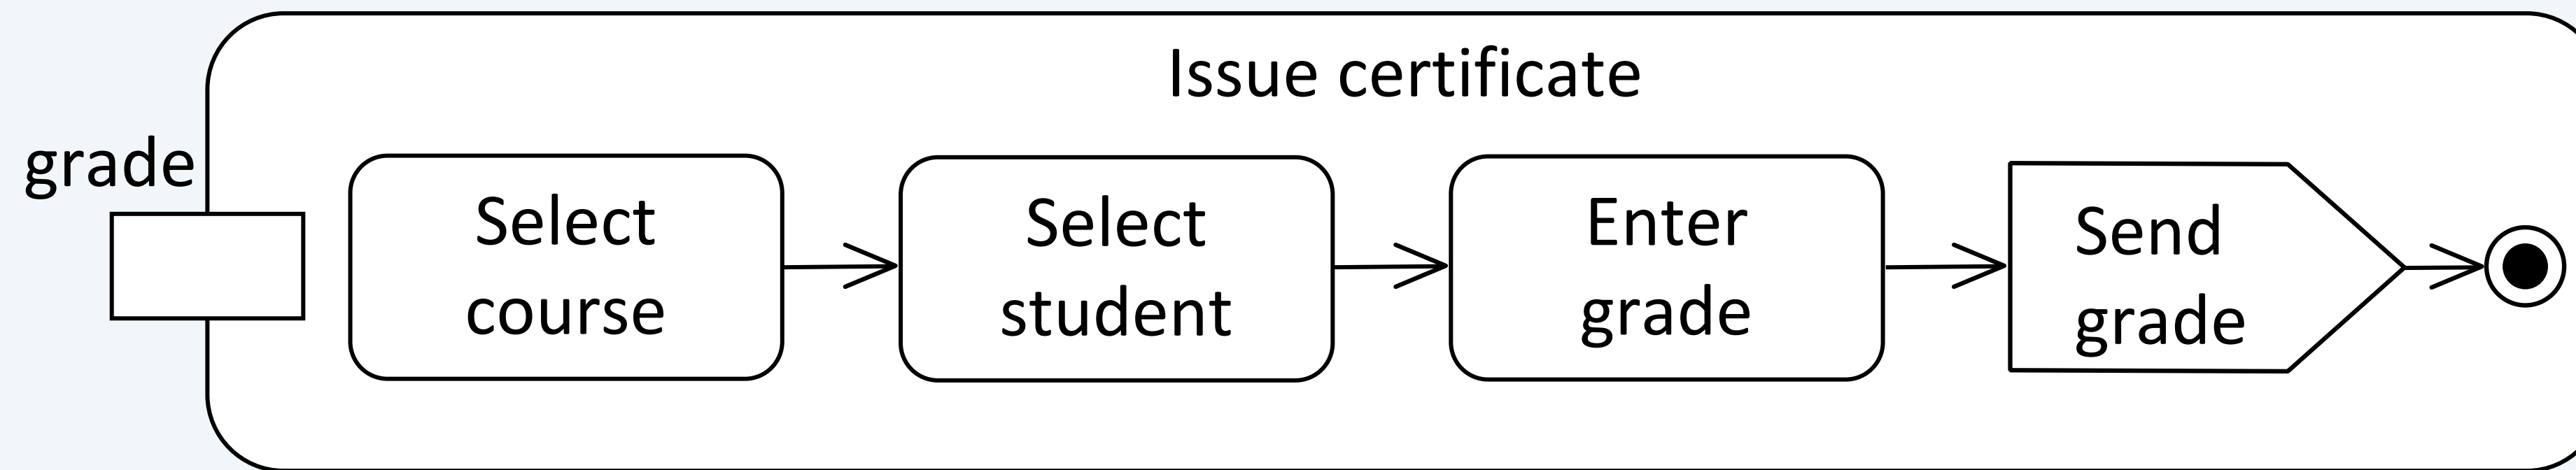 Issue certificate
grade
Select
course
Select
student
Enter
grade
Send
grade